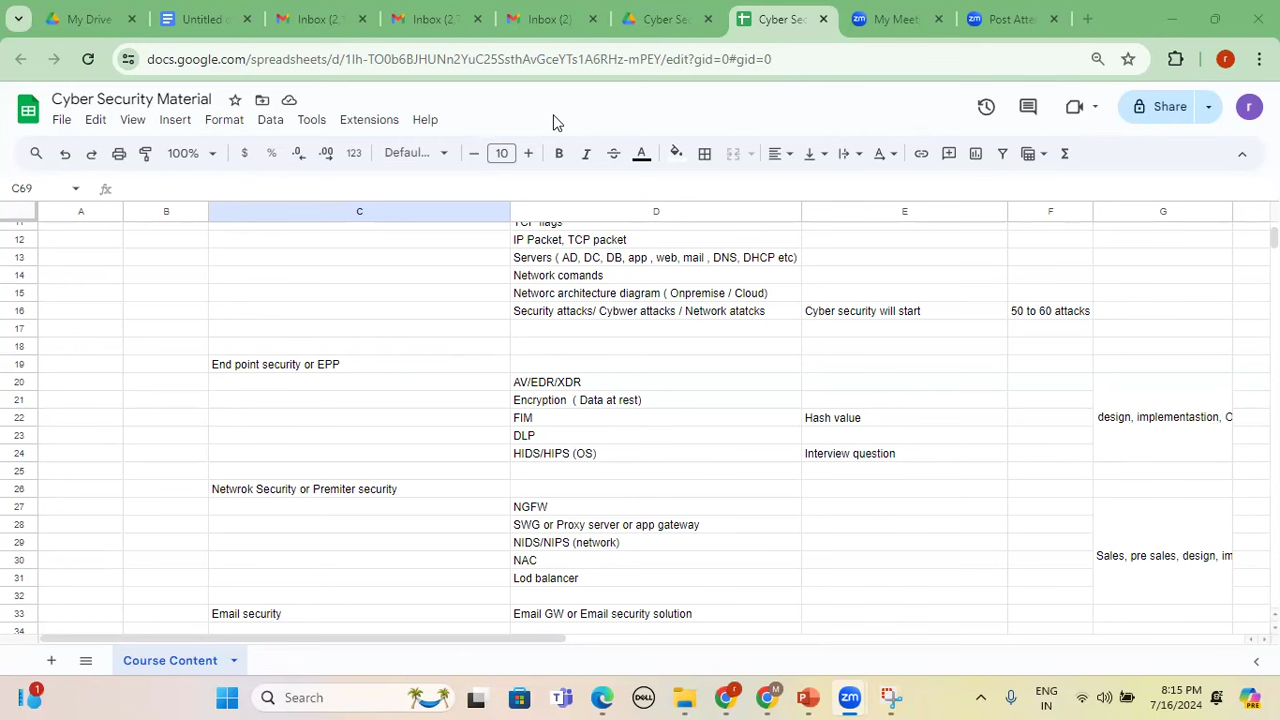 My Drive
Untitled d
Inbox (2,
Inbox (2,7
Inbox (2)
Cyber Sec
Cyber Sec
My Meet
Post Atte
docs.google.com/spreadsheets/d/1Ih-TO0b6BJHUNn2YuC25SsthAvGceYTs1A6RHz-mPEY/edit?gid=0#gid=0
r
Cyber Security Material
File Edit View Insert Format Data Tools Extensions Help
Share
r
100% $ % .0 .00 123 Defaul... 10 B I S A
C69 fx
A B C D E F G
12 IP Packet, TCP packet
13 Servers ( AD, DC, DB, app , web, mail , DNS, DHCP etc)
14 Network comands
15 Networc architecture diagram ( Onpremise / Cloud)
16 Security attacks/ Cybwer attacks / Network atatcks Cyber security will start 50 to 60 attacks
17
18
19 End point security or EPP
20 AV/EDR/XDR
21 Encryption ( Data at rest)
22 FIM Hash value design, implementastion, O
23 DLP
24 HIDS/HIPS (OS) Interview question
25
26 Netwrok Security or Premiter security
27 NGFW
28 SWG or Proxy server or app gateway
29 NIDS/NIPS (network)
30 NAC Sales, pre sales, design, im
31 Lod balancer
32
33 Email security Email GW or Email security solution
34
Course Content
1
Search
DELL
zm
ENG
IN
8:15 PM
7/16/2024
PRE